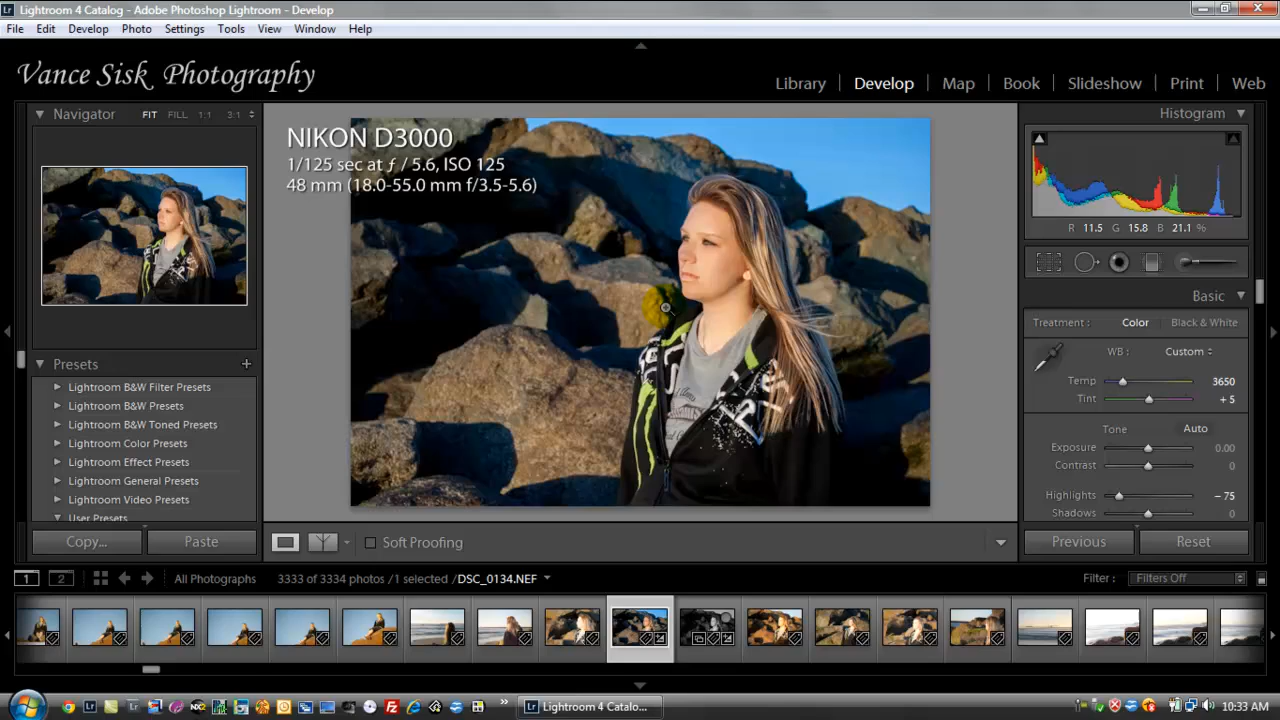 Lightroom 4 Catalog - Adobe Photoshop Lightroom - Develop
File Edit Develop Photo Settings Tools View Window Help
Vance Sisk Photography
Library Develop Map Book Slideshow Print Web
Navigator FIT FILL 1:1 3:1
Histogram
NIKON D3000
1/125 sec at ƒ / 5.6, ISO 125
48 mm (18.0-55.0 mm f/3.5-5.6)
R 11.5 G 15.8 B 21.1 %
Basic
Treatment: Color Black & White
WB: Custom
Temp 3650
Tint + 5
Tone Auto
Exposure 0.00
Contrast 0
Highlights – 75
Shadows 0
Presets +
Lightroom B&W Filter Presets
Lightroom B&W Presets
Lightroom B&W Toned Presets
Lightroom Color Presets
Lightroom Effect Presets
Lightroom General Presets
Lightroom Video Presets
User Presets
Copy... Paste
Soft Proofing
Previous Reset
1 2 All Photographs 3333 of 3334 photos /1 selected /DSC_0134.NEF
Filter: Filters Off
Lightroom 4 Catalo...
10:33 AM